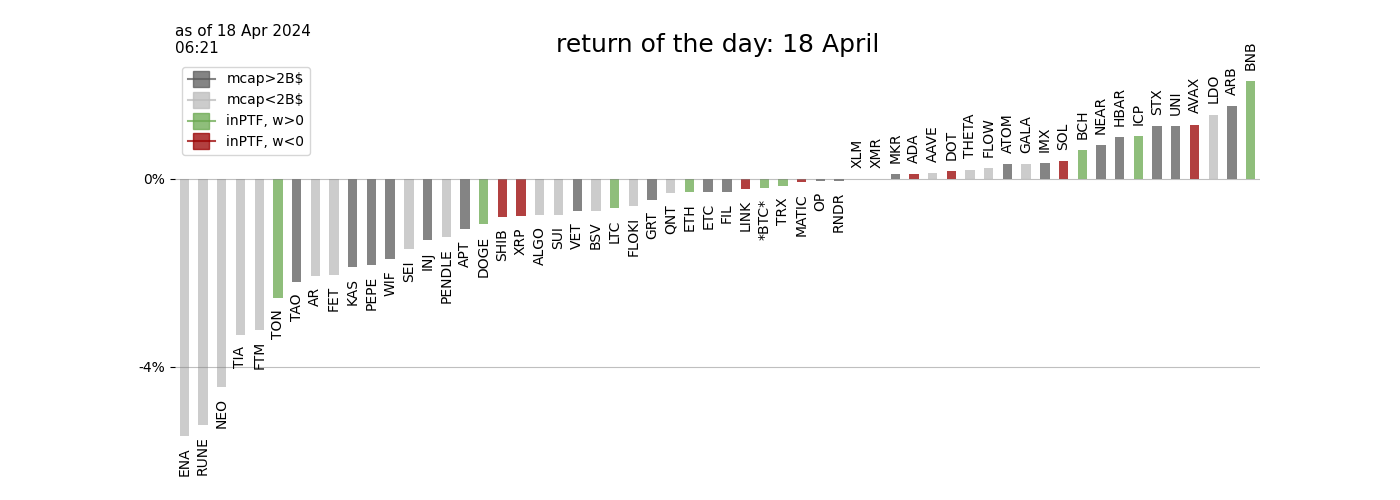 as of 18 Apr 2024
06:21
return of the day: 18 April
mcap>2B$
mcap<2B$
inPTF, w>0
inPTF, w<0
0%
-4%
ENA
RUNE
NEO
TIA
FTM
TON
TAO
AR
FET
KAS
PEPE
WIF
SEI
INJ
PENDLE
APT
DOGE
SHIB
XRP
ALGO
SUI
VET
BSV
LTC
FLOKI
GRT
QNT
ETH
ETC
FIL
LINK
*BTC*
TRX
MATIC
OP
RNDR
XLM
XMR
MKR
ADA
AAVE
DOT
THETA
FLOW
ATOM
GALA
IMX
SOL
BCH
NEAR
HBAR
ICP
STX
UNI
AVAX
LDO
ARB
BNB